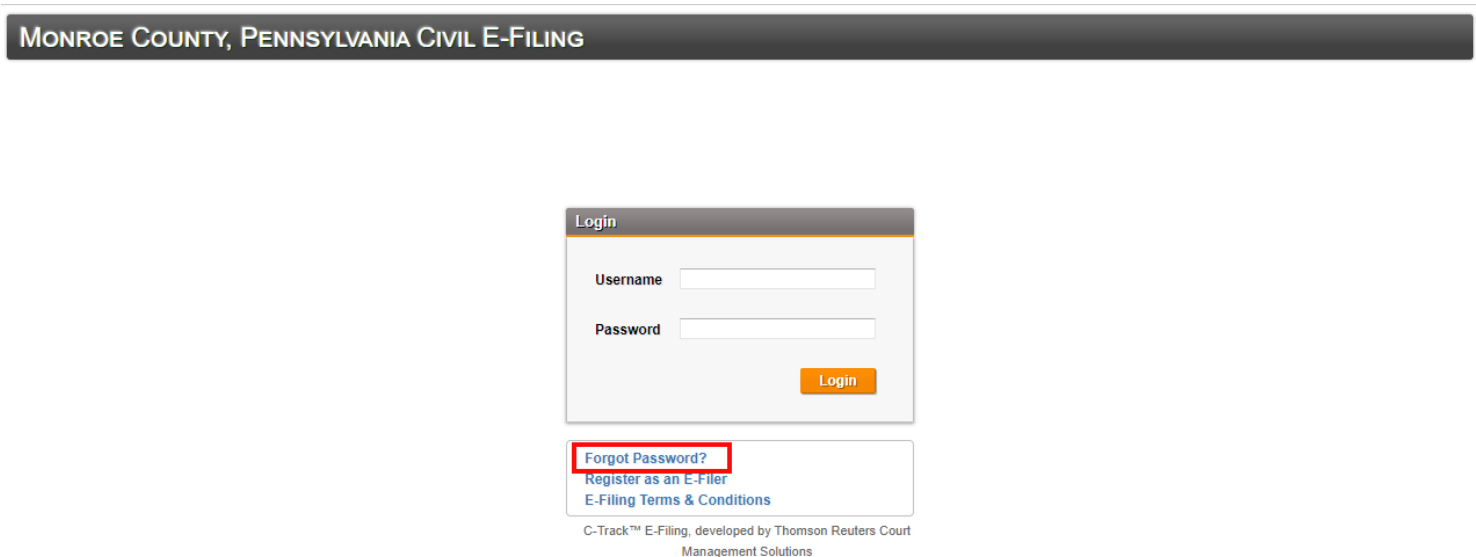 MONROE COUNTY, PENNSYLVANIA CIVIL E-FILING
Login
Username
Password
Login
Forgot Password?
Register as an E-Filer
E-Filing Terms & Conditions
C-Track™ E-Filing, developed by Thomson Reuters Court
Management Solutions